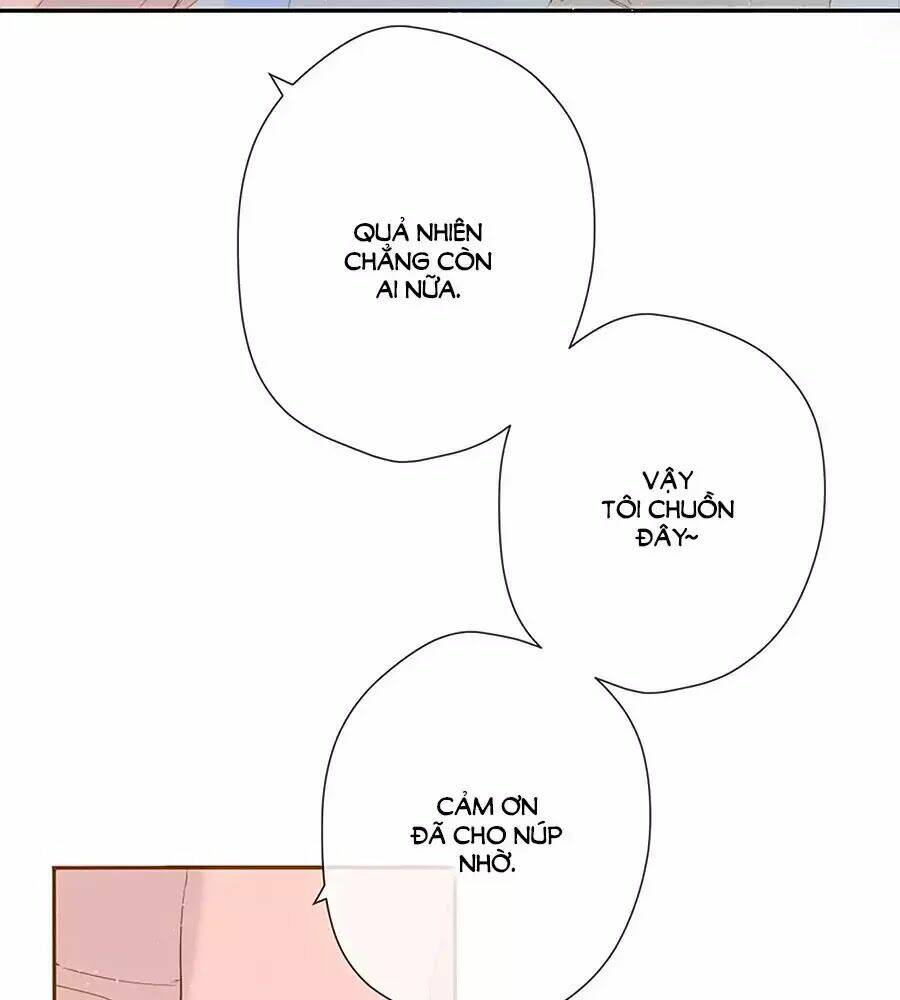 QUẢ NHIÊN
CHẲNG CÒN
AI NỮA.
VẬY
TÔI CHUỒN
ĐÂY~
CẢM ƠN
ĐÃ CHO NÚP
NHỜ.